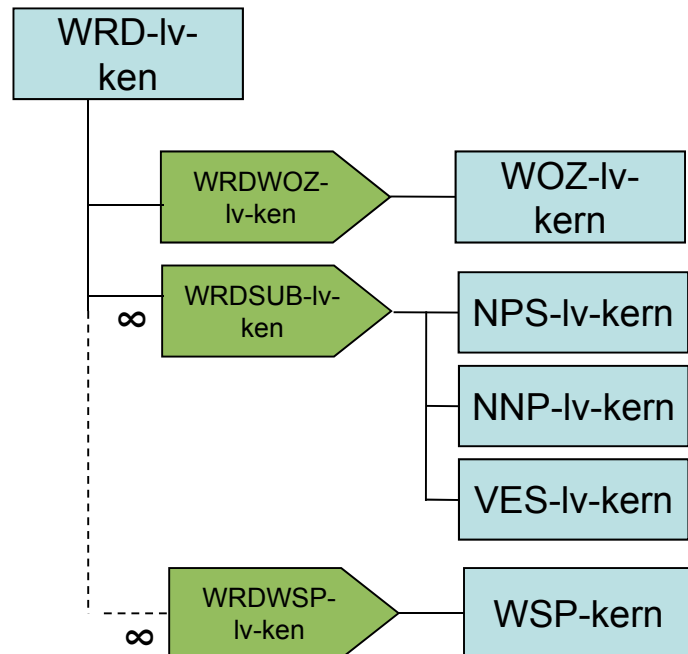 WRD-lv-
ken
WRDWOZ-
lv-ken
WOZ-lv-
kern
WRDSUB-lv-
ken
∞
NPS-lv-kern
NNP-lv-kern
VES-lv-kern
WRDWSP-
lv-ken
∞
WSP-kern